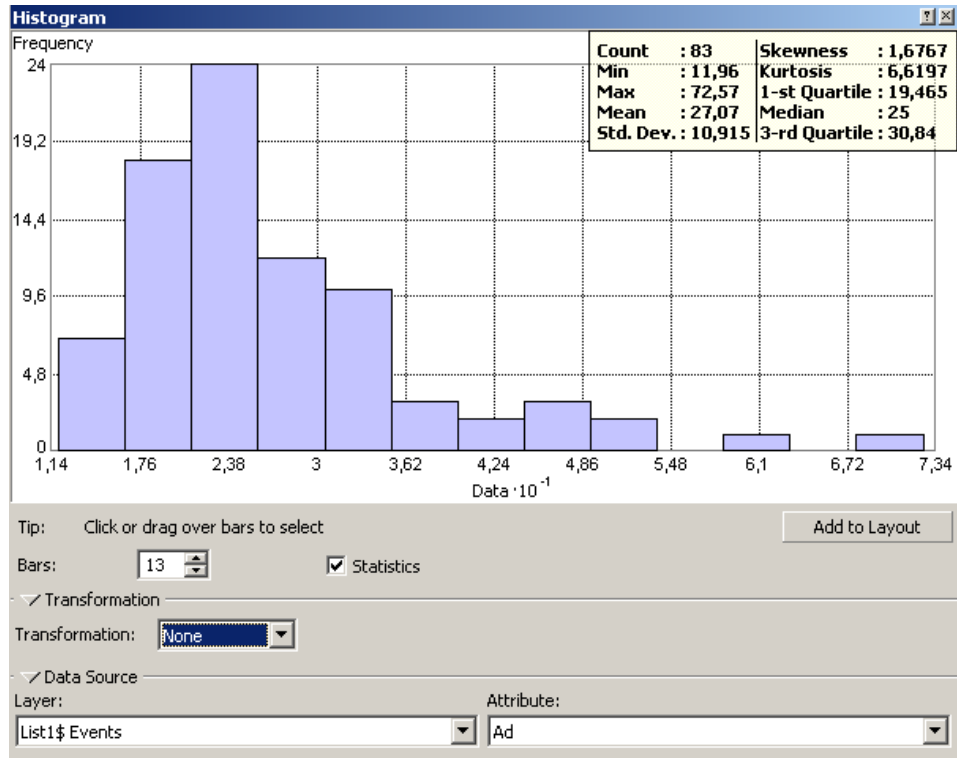 Histogram
Frequency
Count : 83 Skewness : 1,6767
Min : 11,96 Kurtosis : 6,6197
Max : 72,57 1-st Quartile : 19,465
Mean : 27,07 Median : 25
Std. Dev. : 10,915 3-rd Quartile : 30,84
24
19,2
14,4
9,6
4,8
0
1,14 1,76 2,38 3 3,62 4,24 4,86 5,48 6,1 6,72 7,34
Data ·10⁻¹
Tip: Click or drag over bars to select Add to Layout
Bars: 13 Statistics
Transformation
Transformation: None
Data Source
Layer: Attribute:
List1$ Events Ad